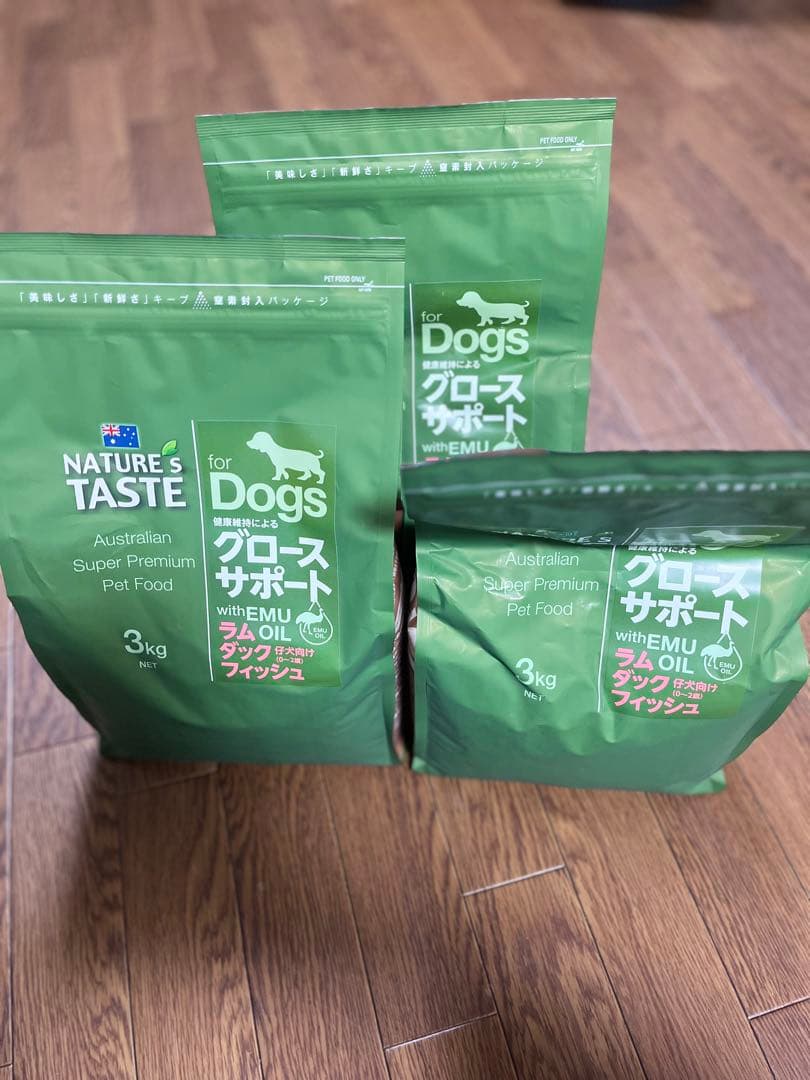 PET FOOD ONLY
「美味しさ」「新鮮さ」キープ 窒素封入パッケージ
for
Dogs
健康維持による
グロース
サポート
with EMU
PET FOOD ONLY
「美味しさ」「新鮮さ」キープ 窒素封入パッケージ
NATURE's
TASTE
Australian
Super Premium
Pet Food
3kg
NET
for
Dogs
健康維持による
グロース
サポート
with EMU
OIL
EMU
OIL
ラム
ダック 仔犬向け
(0〜2歳)
フィッシュ
Australian
Super Premium
Pet Food
3kg
NET
健康維持による
グロース
サポート
with EMU
OIL
EMU
OIL
ラム
ダック 仔犬向け
(0〜2歳)
フィッシュ